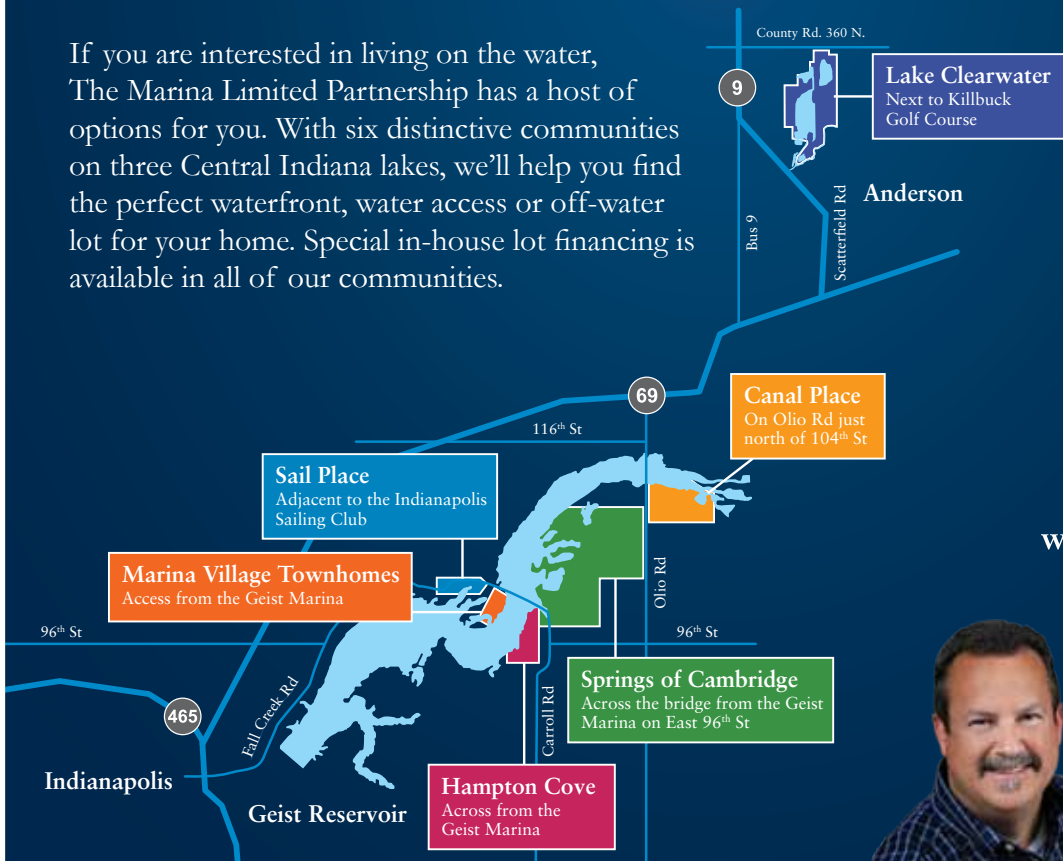 If you are interested in living on the water,
The Marina Limited Partnership has a host of
options for you. With six distinctive communities
on three Central Indiana lakes, we’ll help you find
the perfect waterfront, water access or off-water
lot for your home. Special in-house lot financing is
available in all of our communities.
County Rd. 360 N.
9
Lake Clearwater
Next to Killbuck
Golf Course
Anderson
Bus 9
Scatterfield Rd
69
116th St
Canal Place
On Olio Rd just
north of 104th St
Sail Place
Adjacent to the Indianapolis
Sailing Club
Marina Village Townhomes
Access from the Geist Marina
Olio Rd
96th St
96th St
Springs of Cambridge
Across the bridge from the Geist
Marina on East 96th St
Fall Creek Rd
Carroll Rd
465
Indianapolis
Geist Reservoir
Hampton Cove
Across from the
Geist Marina